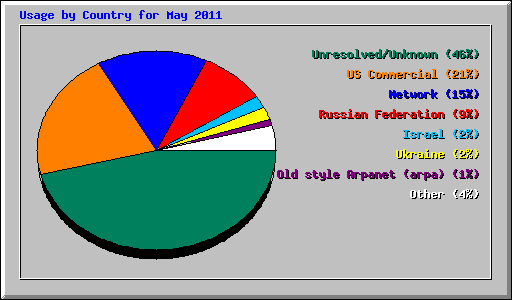 Usage by Country for May 2011
Unresolved/Unknown (46%)
US Commercial (21%)
Network (15%)
Russian Federation (9%)
Israel (2%)
Ukraine (2%)
Old style Arpanet (arpa) (1%)
Other (4%)